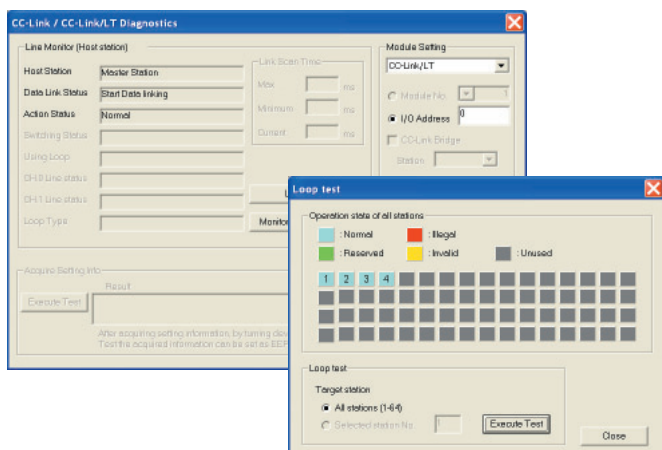 CC-Link / CC-Link/LT Diagnostics
Line Monitor (Host station)
Host Station
Master Station
Data Link Status
Start Data linking
Action Status
Normal
Switching Status
Using Loop
CH.0 Line status
CH.1 Line status
Loop Type
Link Scan Time
Max
ms
Minimum
ms
Current
ms
Monitor
Module Setting
CC-Link/LT
Module No.
1
I/O Address
0
CC-Link Bridge
Station
Acquire Setting info
Result
Execute Test
After acquiring setting information, by turning
Test the acquired information can be set as
Loop test
Operation state of all stations
: Normal
: Illegal
: Reserved
: Invalid
: Unused
1 2 3 4
Loop test
Target station
All stations (1-64)
Selected station No.
1
Execute Test
Close